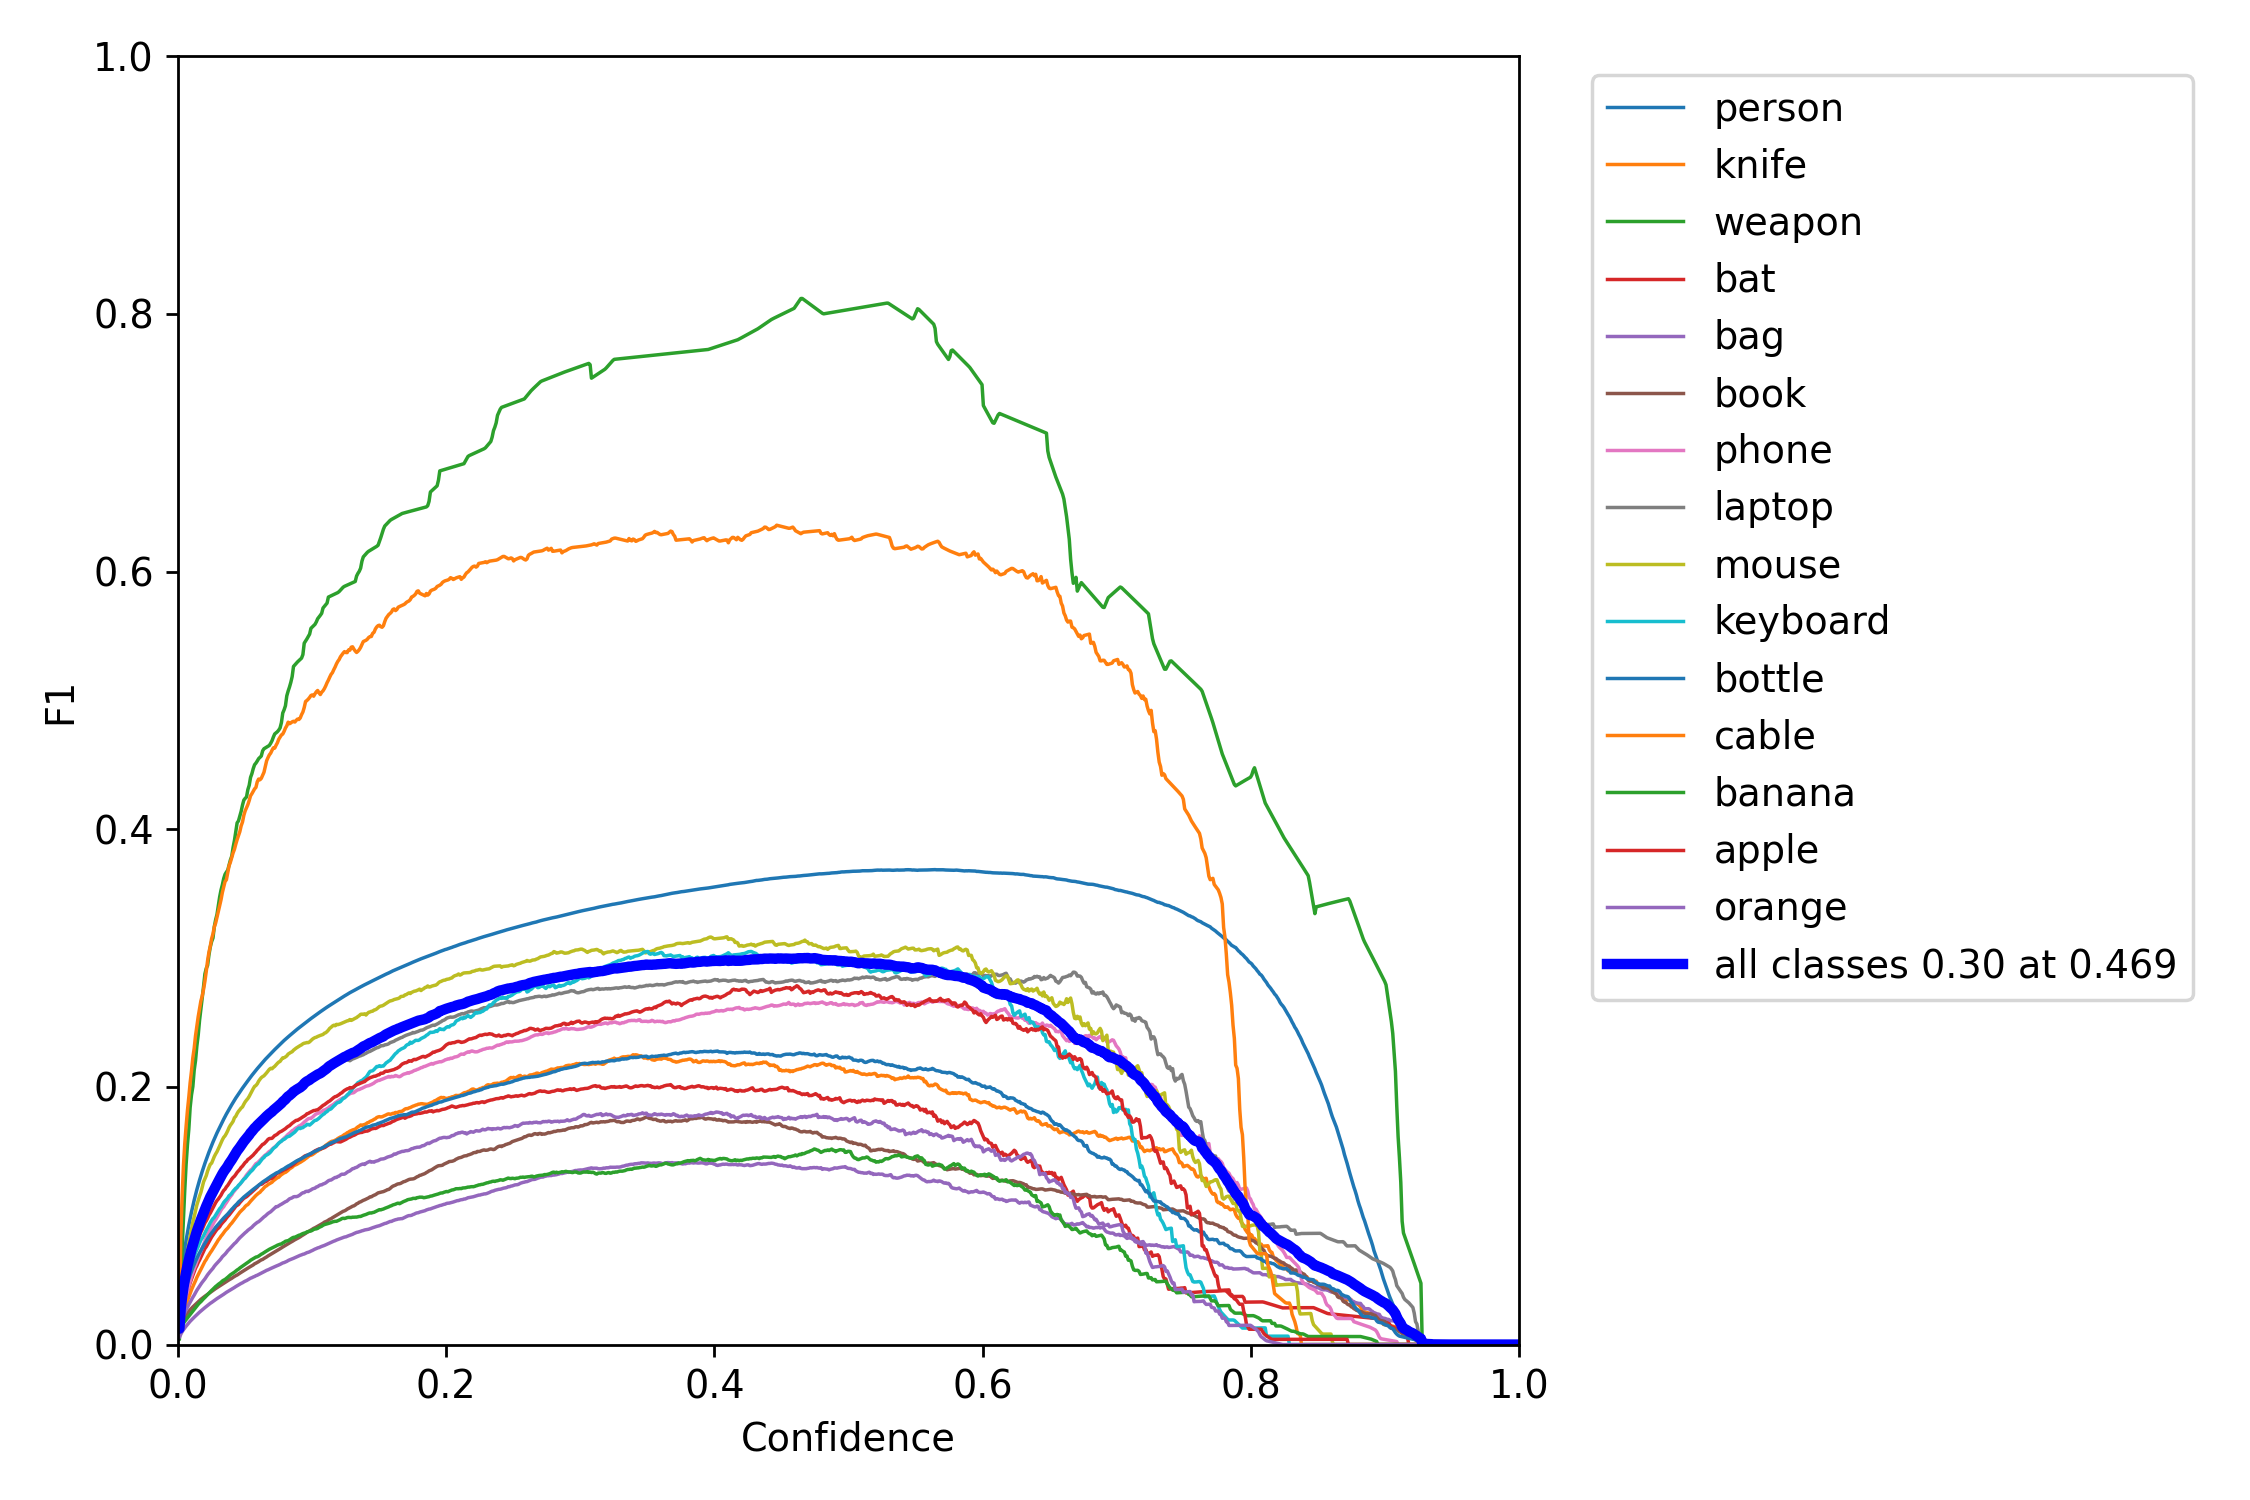 1.0
0.8
0.6
0.4
0.2
0.0
F1
0.0 0.2 0.4 0.6 0.8 1.0
Confidence
person
knife
weapon
bat
bag
book
phone
laptop
mouse
keyboard
bottle
cable
banana
apple
orange
all classes 0.30 at 0.469